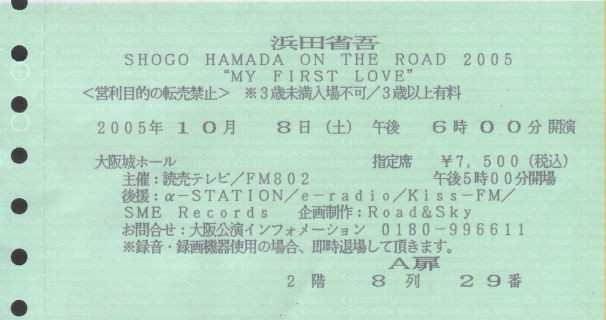 浜田省吾
SHOGO HAMADA ON THE ROAD 2005
“MY FIRST LOVE”
＜営利目的の転売禁止＞ ※3歳未満入場不可／3歳以上有料
2005年 10月 8日（土） 午後 6時00分開演
大阪城ホール 指定席 ￥7,500（税込）
主催：読売テレビ／FM802 午後5時00分開場
後援：α-STATION／e-radio／Kiss-FM／
SME Records 企画制作：Road&Sky
お問合せ：大阪公演インフォメーション 0180-996611
※録音・録画機器使用の場合、即時退場して頂きます。
A扉
2 階 8 列 29番